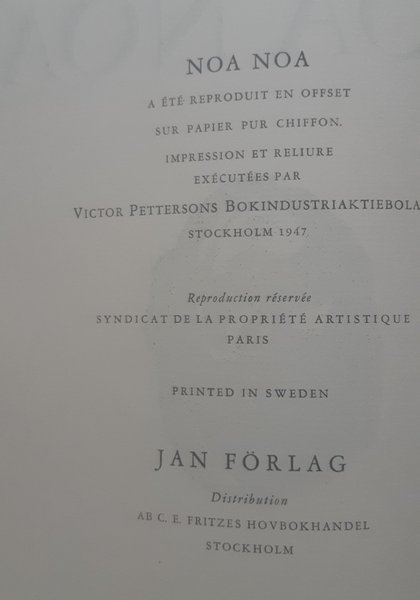 NOA NOA
A ÉTÉ REPRODUIT EN OFFSET
SUR PAPIER PUR CHIFFON.
IMPRESSION ET RELIURE
EXÉCUTÉES PAR
VICTOR PETTERSONS BOKINDUSTRIAKTIEBOLA
STOCKHOLM 1947
Reproduction réservée
SYNDICAT DE LA PROPRIÉTÉ ARTISTIQUE
PARIS
PRINTED IN SWEDEN
JAN FÖRLAG
Distribution
AB C. E. FRITZES HOVBOKHANDEL
STOCKHOLM